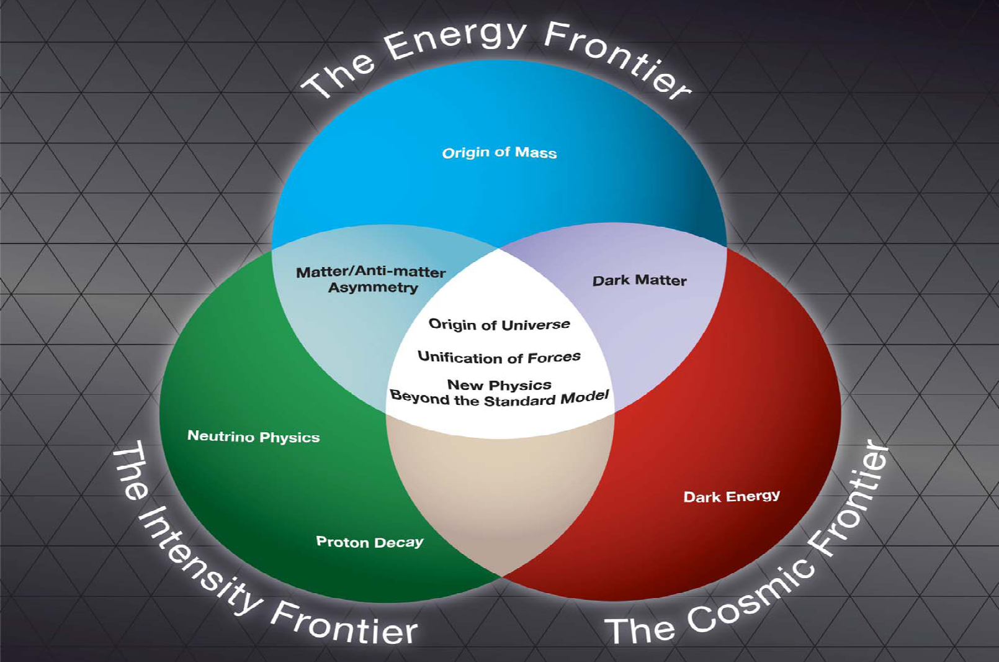 The Energy Frontier
Origin of Mass
Matter/Anti-matter
Asymmetry
Dark Matter
Origin of Universe
Unification of Forces
New Physics
Beyond the Standard Model
Neutrino Physics
Dark Energy
Proton Decay
The Intensity Frontier
The Cosmic Frontier